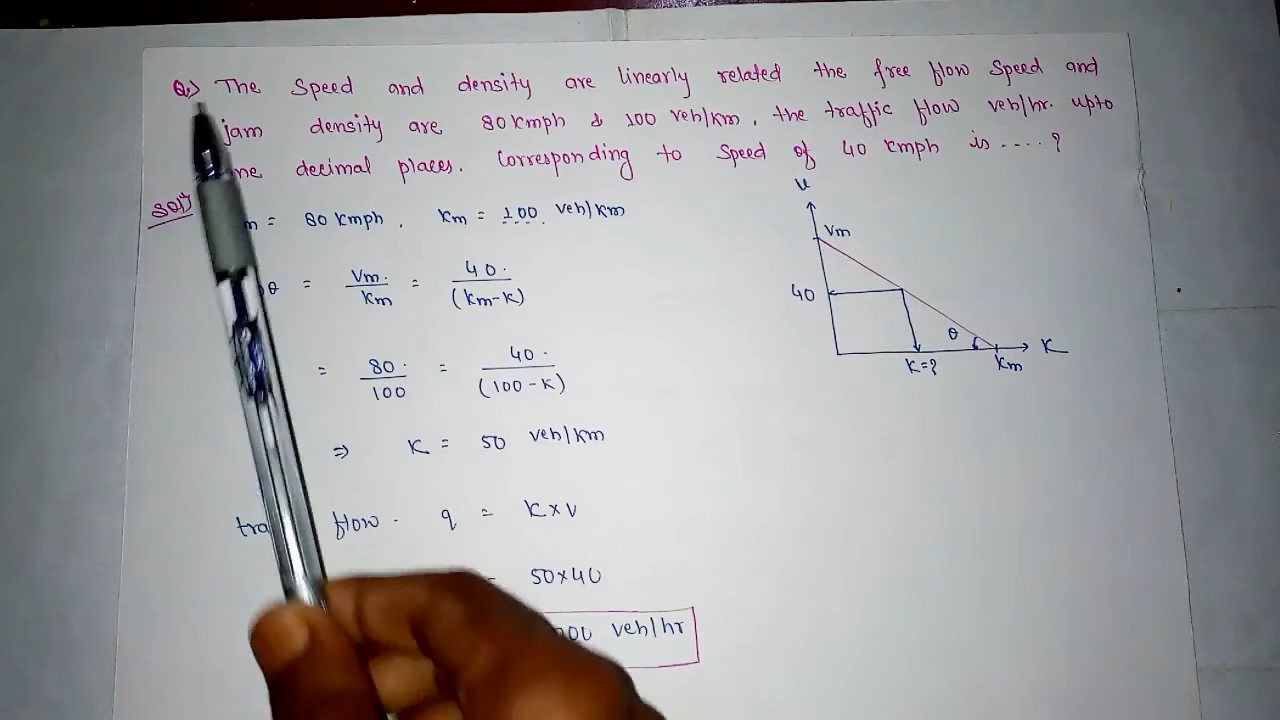 Q.) The Speed and density are linearly related the free flow Speed and
jam density are 80 Kmph & 100 veh/Km, the traffic flow veh/hr. upto
decimal places. Corresponding to Speed of 40 Kmph is ....?
Soln
= 80 Kmph . Km = 100 veh/Km
θ = Vm. / Km = 40. / (Km-K)
= 80. / 100 = 40. / (100-K)
⇒ K = 50 veh/Km
flow - q = K×V
= 50×40
veh/hr
V
Vm
40
θ
K
K=?
Km